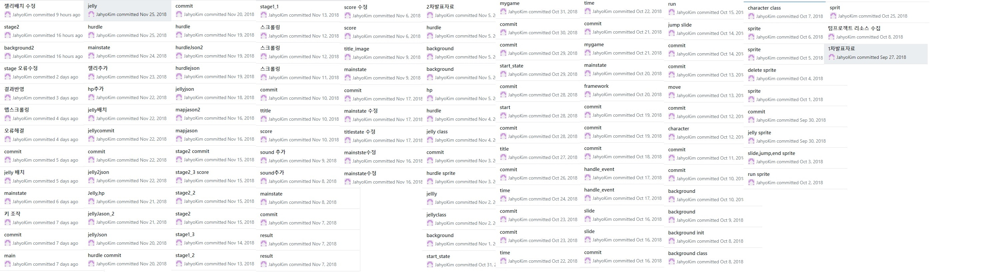 젤리배치 수정
JahyoKim committed 9 hours ago
stage2
JahyoKim committed 16 hours ago
background2
JahyoKim committed 16 hours ago
stage 오류수정
JahyoKim committed 2 days ago
결과반영
JahyoKim committed 3 days ago
맵스크롤링
JahyoKim committed 4 days ago
오류해결
JahyoKim committed 4 days ago
commit
JahyoKim committed 5 days ago
jelly 배치
JahyoKim committed 5 days ago
mainstate
JahyoKim committed 6 days ago
키 조작
JahyoKim committed 7 days ago
commit
JahyoKim committed 7 days ago
main
JahyoKim committed 7 days ago
jelly
JahyoKim committed Nov 25, 2018
hurdle
JahyoKim committed Nov 25, 2018
mainstate
JahyoKim committed Nov 24, 2018
젤리추가
JahyoKim committed Nov 23, 2018
hp추가
JahyoKim committed Nov 22, 2018
jelly배치
JahyoKim committed Nov 22, 2018
jellycommit
JahyoKim committed Nov 22, 2018
commit
JahyoKim committed Nov 22, 2018
jelly2json
JahyoKim committed Nov 22, 2018
Jelly,hp
JahyoKim committed Nov 21, 2018
jellyJason_2
JahyoKim committed Nov 21, 2018
jellyJson
JahyoKim committed Nov 20, 2018
hurdle commit
JahyoKim committed Nov 20, 2018
commit
JahyoKim committed Nov 20, 2018
hurdle
JahyoKim committed Nov 19, 2018
hurdleJson2
JahyoKim committed Nov 19, 2018
hurdlejson
JahyoKim committed Nov 19, 2018
jellyjson
JahyoKim committed Nov 18, 2018
mapjason2
JahyoKim committed Nov 16, 2018
mapjason
JahyoKim committed Nov 16, 2018
stage2 commit
JahyoKim committed Nov 15, 2018
stage2_3 score
JahyoKim committed Nov 15, 2018
stage2_2
JahyoKim committed Nov 15, 2018
stage2
JahyoKim committed Nov 15, 2018
stage1_3
JahyoKim committed Nov 14, 2018
stage1_2
JahyoKim committed Nov 13, 2018
stage1_1
JahyoKim committed Nov 13, 2018
스크롤링
JahyoKim committed Nov 12, 2018
스크롤링
JahyoKim committed Nov 12, 2018
스크롤링
JahyoKim committed Nov 11, 2018
commit
JahyoKim committed Nov 10, 2018
ttitle
JahyoKim committed Nov 10, 2018
score
JahyoKim committed Nov 10, 2018
sound 추가
JahyoKim committed Nov 9, 2018
sound추가
JahyoKim committed Nov 8, 2018
mainstate
JahyoKim committed Nov 8, 2018
commit
JahyoKim committed Nov 7, 2018
result
JahyoKim committed Nov 7, 2018
result
JahyoKim committed Nov 7, 2018
score 수정
JahyoKim committed Nov 6, 2018
score
JahyoKim committed Nov 6, 2018
title_image
JahyoKim committed Nov 9, 2018
mainstate
JahyoKim committed Nov 9, 2018
commit
JahyoKim committed Nov 17, 2018
mainstate 수정
JahyoKim committed Nov 17, 2018
titlestate 수정
JahyoKim committed Nov 17, 2018
mainstste수정
JahyoKim committed Nov 16, 2018
mainstate수정
JahyoKim committed Nov 16, 2018
2차발표자료
JahyoKim committed Nov 5, 2
hurdle
JahyoKim committed Nov 5, 2
background
JahyoKim committed Nov 5, 2
background
JahyoKim committed Nov 5, 2
hp
JahyoKim committed Nov 5, 2
hurdle
JahyoKim committed Nov 4, 2
jelly class
JahyoKim committed Nov 4, 2
commit
JahyoKim committed Nov 3, 2
hurdle sprite
JahyoKim committed Nov 3, 2
jellly
JahyoKim committed Nov 2, 2
jellyclass
JahyoKim committed Nov 2, 2
background
JahyoKim committed Nov 1, 2
start_state
JahyoKim committed Oct 31, 2
mygame
JahyoKim committed Oct 31, 2018
commit
JahyoKim committed Oct 30, 2018
commit
JahyoKim committed Oct 29, 2018
start_state
JahyoKim committed Oct 29, 2018
commit
JahyoKim committed Oct 28, 2018
start
JahyoKim committed Oct 28, 2018
commit
JahyoKim committed Oct 28, 2018
title
JahyoKim committed Oct 27, 2018
commit
JahyoKim committed Oct 26, 2018
time
JahyoKim committed Oct 24, 2018
commit
JahyoKim committed Oct 23, 2018
commit
JahyoKim committed Oct 23, 2018
time
JahyoKim committed Oct 22, 2018
time
JahyoKim committed Oct 22, 2018
commit
JahyoKim committed Oct 21, 2018
mygame
JahyoKim committed Oct 21, 2018
mainstate
JahyoKim committed Oct 20, 2018
framework
JahyoKim committed Oct 20, 2018
commit
JahyoKim committed Oct 19, 2018
commit
JahyoKim committed Oct 19, 2018
commit
JahyoKim committed Oct 18, 2018
handle_event
JahyoKim committed Oct 17, 2018
handle_event
JahyoKim committed Oct 17, 2018
slide
JahyoKim committed Oct 16, 2018
slide
JahyoKim committed Oct 16, 2018
commit
JahyoKim committed Oct 16, 2018
run
JahyoKim committed Oct 15, 201
jump slide
JahyoKim committed Oct 14, 201
commit
JahyoKim committed Oct 14, 201
commit
JahyoKim committed Oct 13, 201
move
JahyoKim committed Oct 13, 201
commit
JahyoKim committed Oct 12, 201
character
JahyoKim committed Oct 12, 201
commit
JahyoKim committed Oct 11, 201
commit
JahyoKim committed Oct 10, 201
background
JahyoKim committed Oct 10, 201
background
JahyoKim committed Oct 9, 2018
background init
JahyoKim committed Oct 8, 2018
background class
JahyoKim committed Oct 8, 2018
character class
JahyoKim committed Oct 7, 2018
sprite
JahyoKim committed Oct 6, 2018
sprite
JahyoKim committed Oct 5, 2018
delete sprite
JahyoKim committed Oct 4, 2018
sprite
JahyoKim committed Oct 1, 2018
commit
JahyoKim committed Sep 30, 2018
jelly sprite
JahyoKim committed Sep 30, 2018
slide,jump,end sprite
JahyoKim committed Oct 3, 2018
run sprite
JahyoKim committed Oct 2, 2018
sprit
JahyoKim committed Oct 25, 2018
텀프로젝트 리소스 수집
JahyoKim committed Oct 8, 2018
1차발표자료
JahyoKim committed Sep 27, 2018